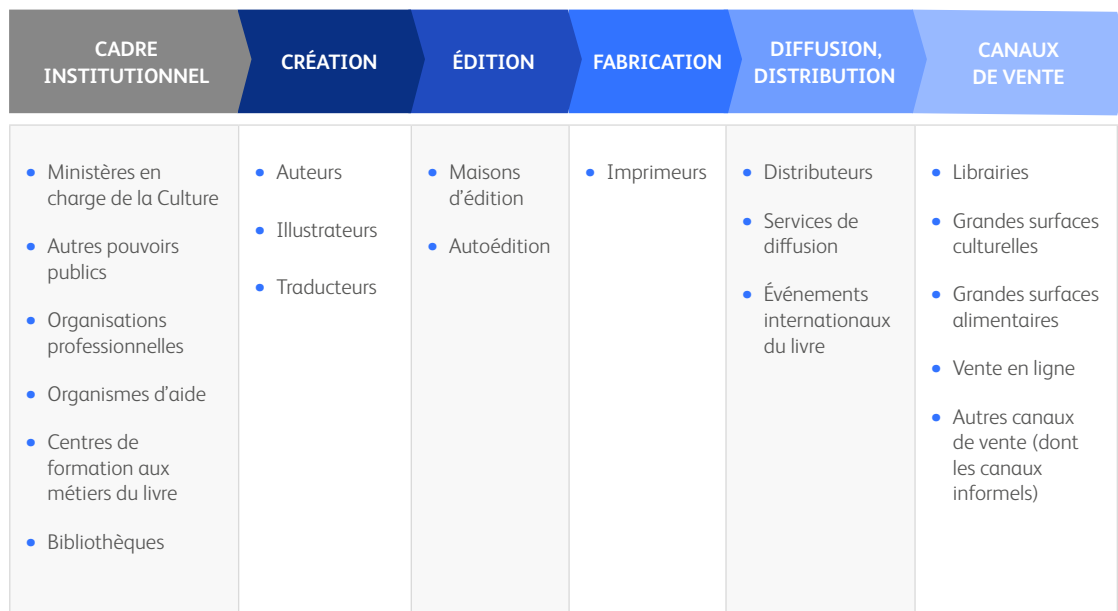 CADRE
INSTITUTIONNEL
CRÉATION
ÉDITION
FABRICATION
DIFFUSION,
DISTRIBUTION
CANAUX
DE VENTE
• Ministères en
charge de la Culture
• Autres pouvoirs
publics
• Organisations
professionnelles
• Organismes d’aide
• Centres de
formation aux
métiers du livre
• Bibliothèques
• Auteurs
• Illustrateurs
• Traducteurs
• Maisons
d’édition
• Autoédition
• Imprimeurs
• Distributeurs
• Services de
diffusion
• Événements
internationaux
du livre
• Librairies
• Grandes surfaces
culturelles
• Grandes surfaces
alimentaires
• Vente en ligne
• Autres canaux
de vente (dont
les canaux
informels)